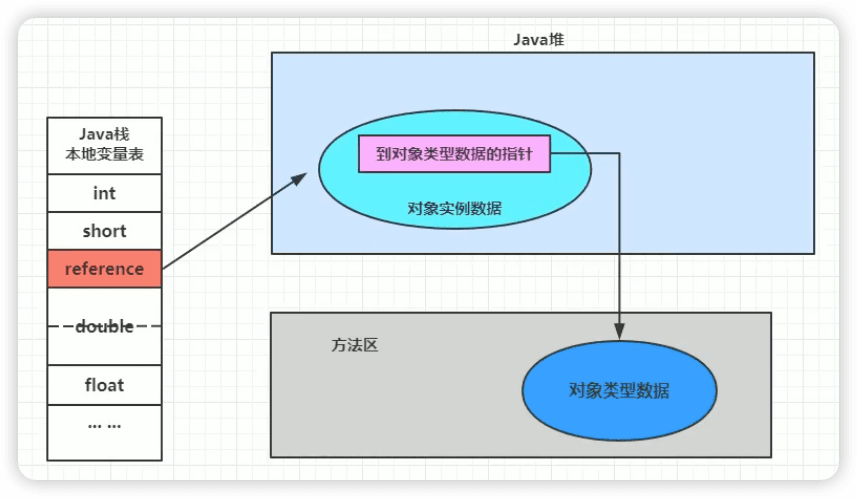 Java堆
Java栈
本地变量表
int
short
reference
double
float
... ...
到对象类型数据的指针
对象实例数据
方法区
对象类型数据